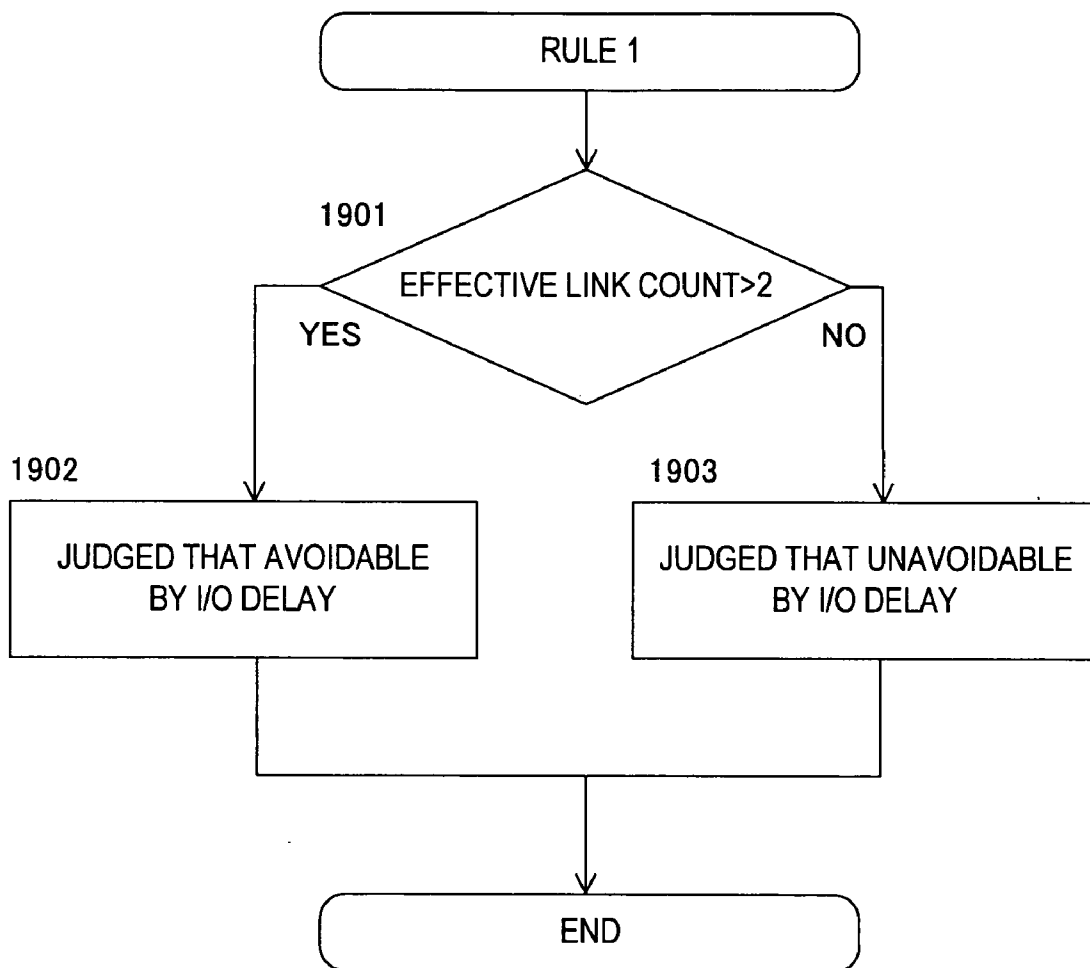 RULE 1
1901
EFFECTIVE LINK COUNT>2
YES
NO
1902
1903
JUDGED THAT AVOIDABLE
BY I/O DELAY
JUDGED THAT UNAVOIDABLE
BY I/O DELAY
END